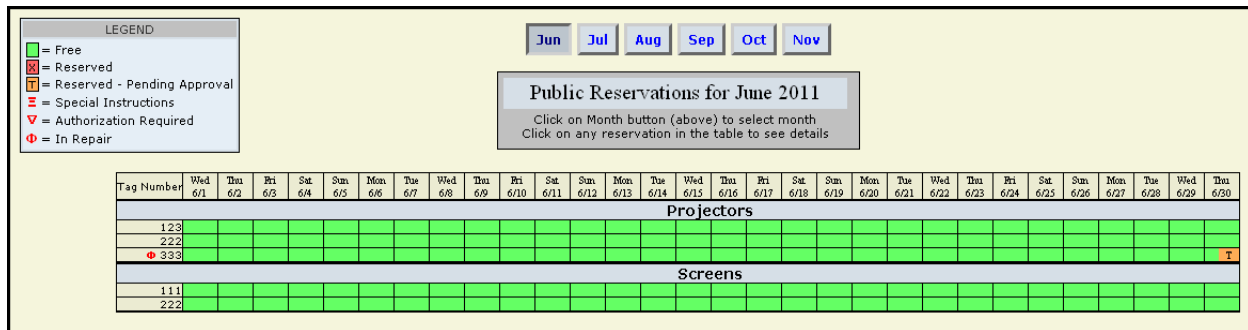 LEGEND
= Free
X = Reserved
T = Reserved - Pending Approval
Ξ = Special Instructions
∇ = Authorization Required
Φ = In Repair
Jun Jul Aug Sep Oct Nov
Public Reservations for June 2011
Click on Month button (above) to select month
Click on any reservation in the table to see details
Tag Number Wed 6/1 Thu 6/2 Fri 6/3 Sat 6/4 Sun 6/5 Mon 6/6 Tue 6/7 Wed 6/8 Thu 6/9 Fri 6/10 Sat 6/11 Sun 6/12 Mon 6/13 Tue 6/14 Wed 6/15 Thu 6/16 Fri 6/17 Sat 6/18 Sun 6/19 Mon 6/20 Tue 6/21 Wed 6/22 Thu 6/23 Fri 6/24 Sat 6/25 Sun 6/26 Mon 6/27 Tue 6/28 Wed 6/29 Thu 6/30
Projectors
123
222
Φ 333 T
Screens
111
222